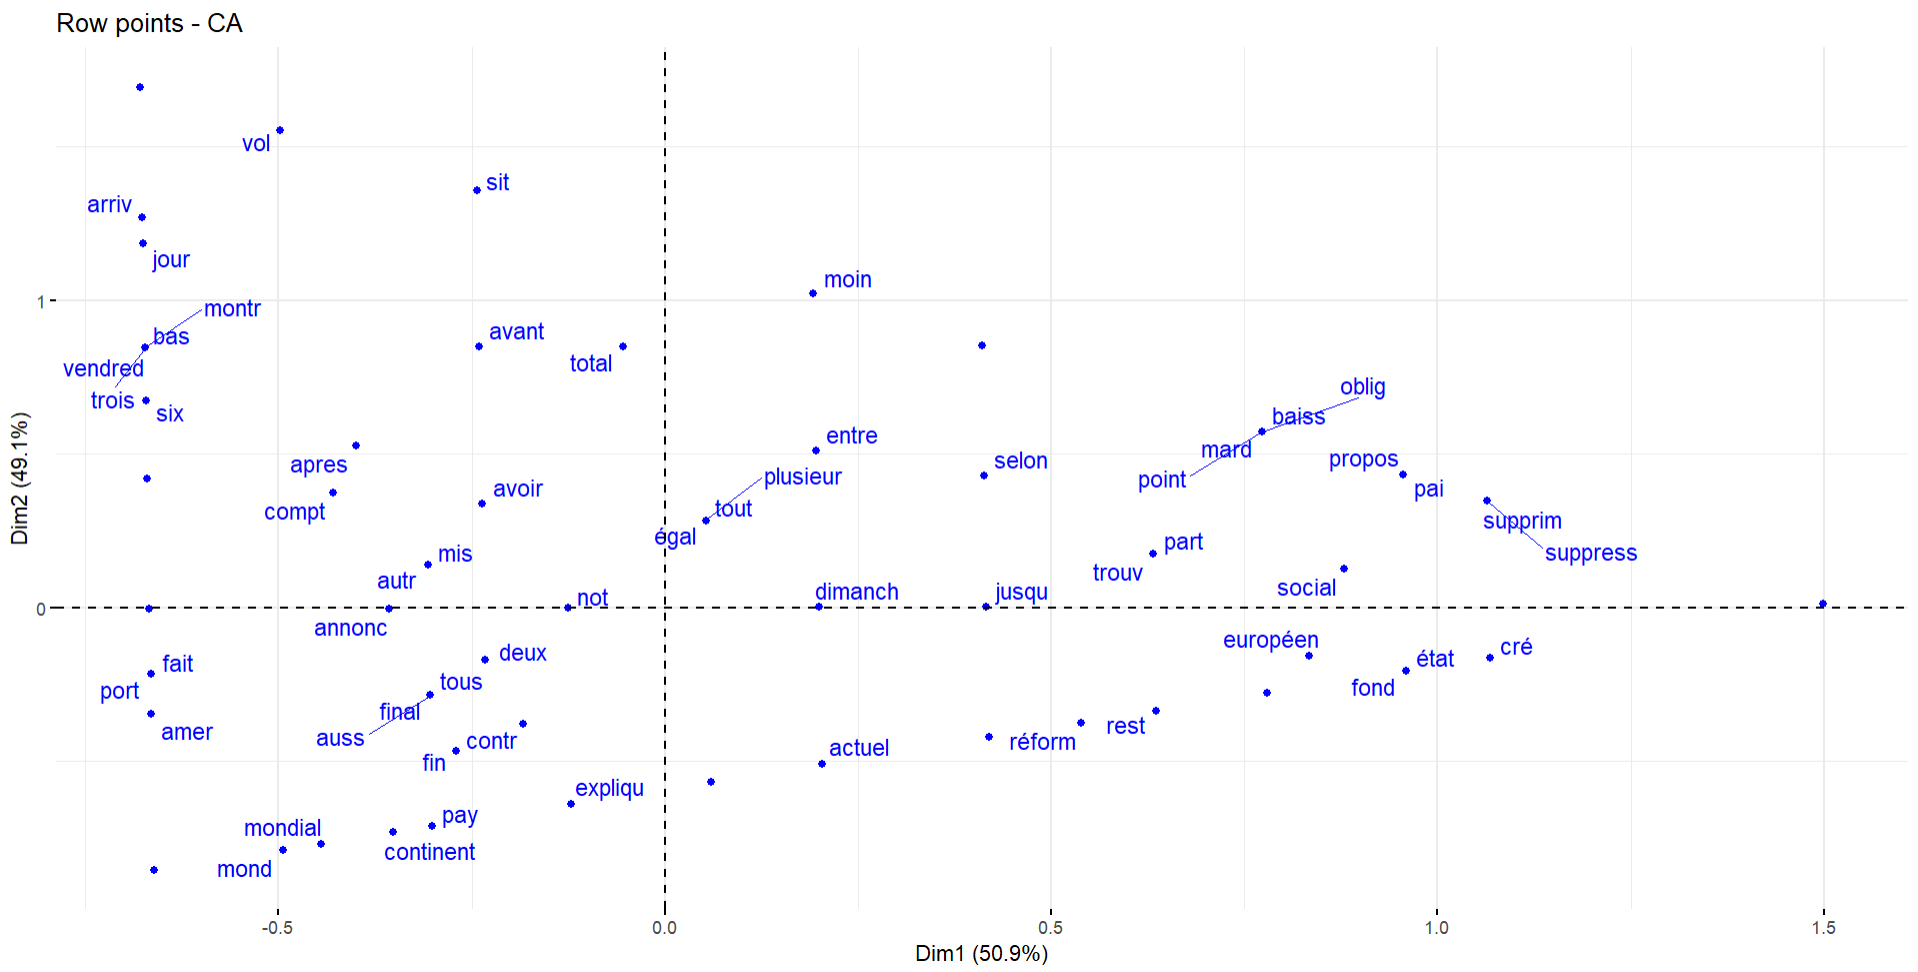 Row points - CA
vol
sit
arriv
jour
moin
montr
avant
bas
total
vendred
oblig
trois
six
baiss
entre
mard
selon
propos
apres
plusieur
point
avoir
pai
compt
tout
supprim
égal
part
mis
suppress
trouv
autr
social
dimanch
jusqu
not
annonc
européen
cré
deux
état
fait
tous
fond
port
final
rest
amer
auss
contr
réform
actuel
fin
expliqu
pay
mondial
continent
mond
1
0
Dim2 (49.1%)
-0.5
0.0
0.5
1.0
1.5
Dim1 (50.9%)